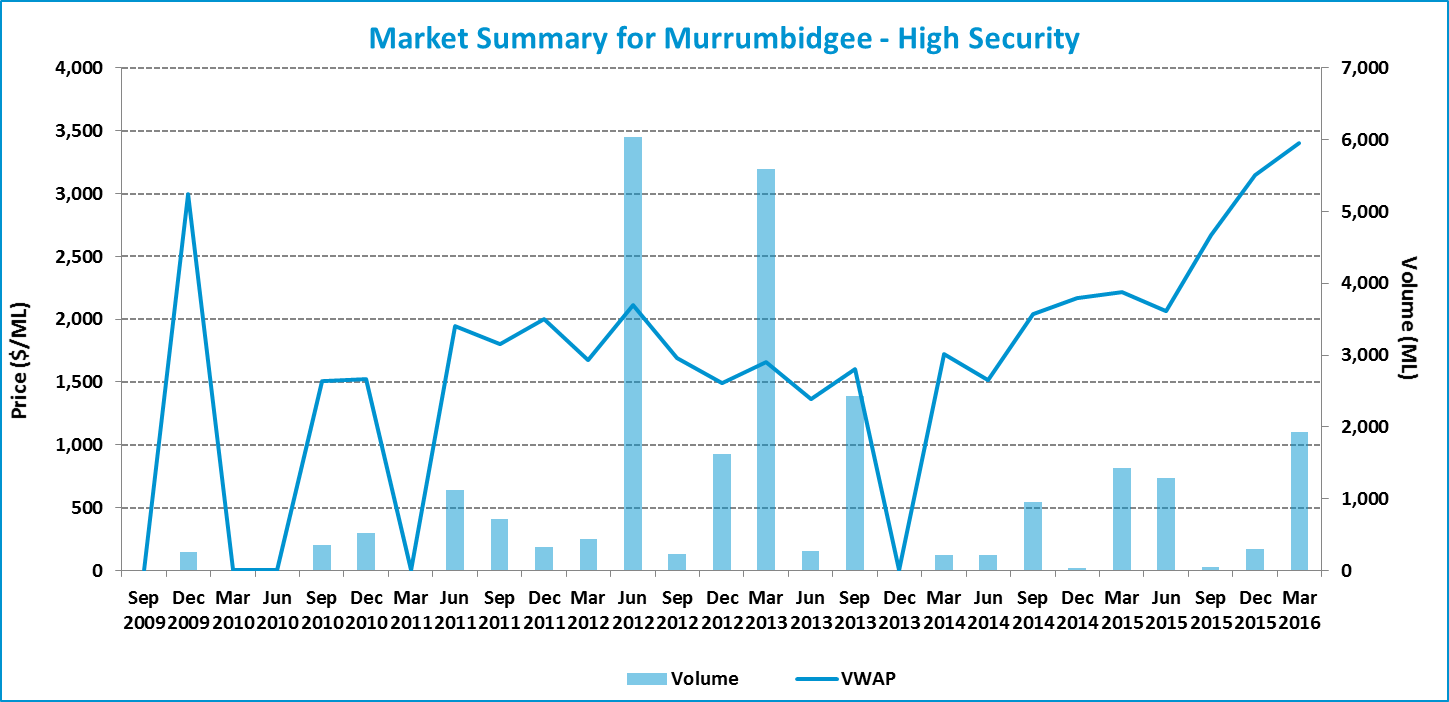 Market Summary for Murrumbidgee - High Security
4,000
3,500
3,000
2,500
2,000
1,500
1,000
500
0
Price ($/ML)
7,000
6,000
5,000
4,000
3,000
2,000
1,000
0
Volume (ML)
Sep Dec Mar Jun Sep Dec Mar Jun Sep Dec Mar Jun Sep Dec Mar Jun Sep Dec Mar Jun Sep Dec Mar Jun Sep Dec Mar
2009 2009 2010 2010 2010 2010 2011 2011 2011 2011 2012 2012 2012 2012 2013 2013 2013 2013 2014 2014 2014 2014 2015 2015 2015 2015 2016
Volume VWAP